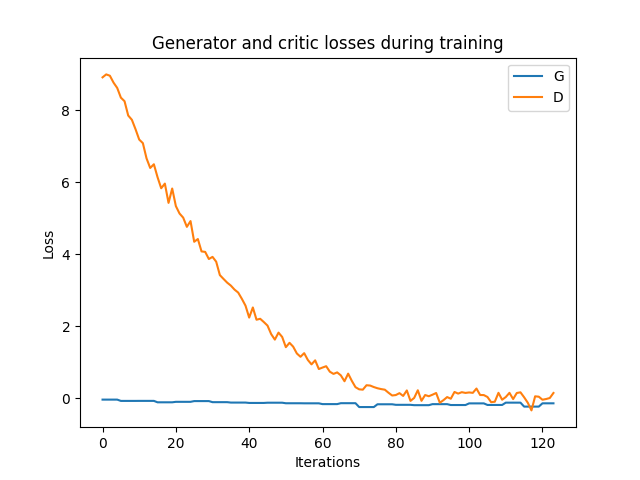 Generator and critic losses during training
G
D
Loss
8
6
4
2
0
0 20 40 60 80 100 120
Iterations